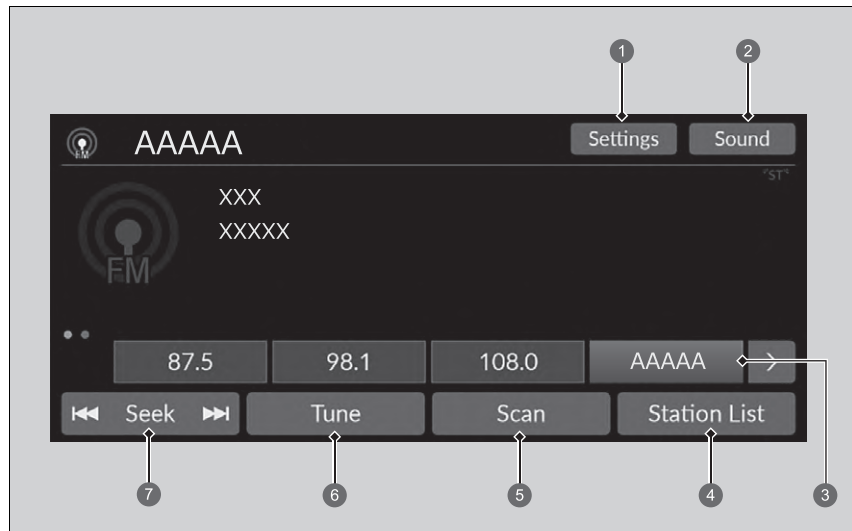 1 2
FM AAAAA Settings Sound
"ST"
XXX
XXXXX
FM
87.5 98.1 108.0 AAAAA >
Seek Tune Scan Station List
7 6 5 4 3